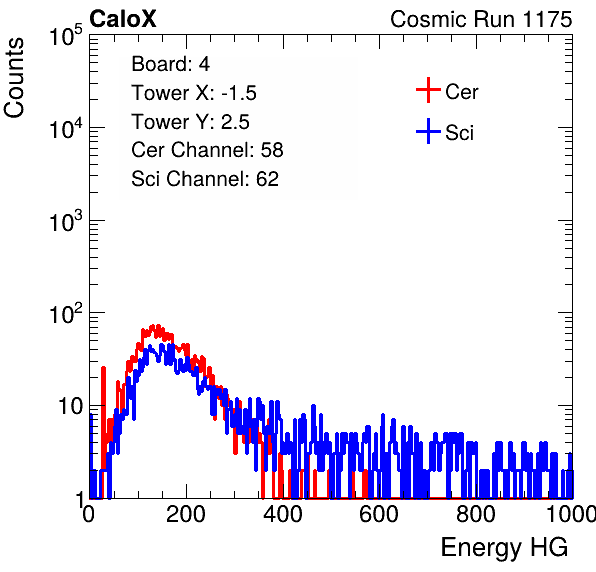 CaloX Cosmic Run 1175
Counts
10^5
10^4
10^3
10^2
10
1
Board: 4
Tower X: -1.5
Tower Y: 2.5
Cer Channel: 58
Sci Channel: 62
Cer
Sci
0 200 400 600 800 1000
Energy HG